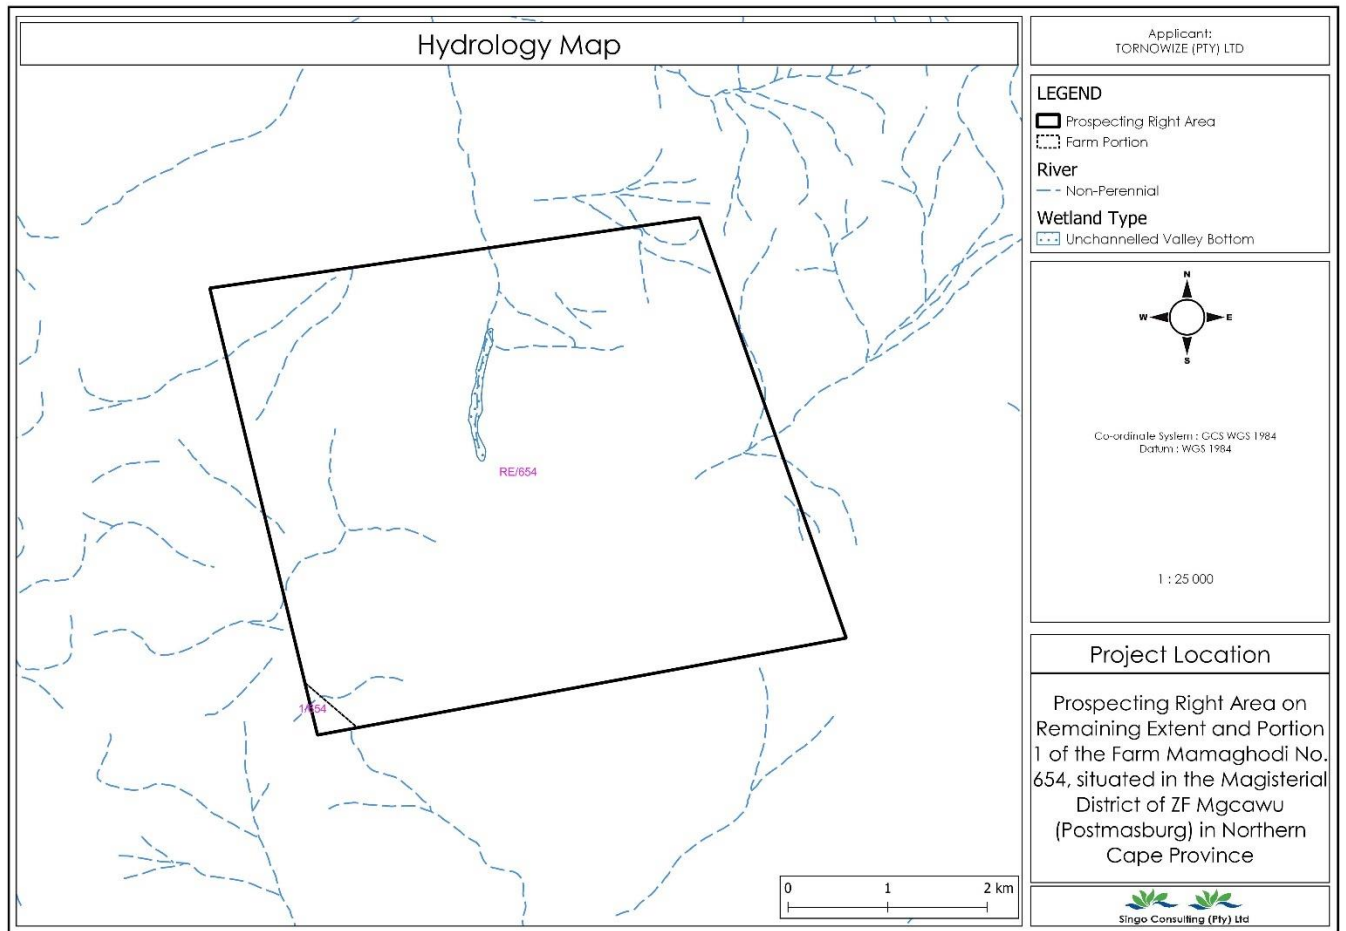 Hydrology Map
RE/654
1/654
0 1 2 km
Applicant:
TORNOWIZE (PTY) LTD
LEGEND
Prospecting Right Area
Farm Portion
River
Non-Perennial
Wetland Type
Unchannelled Valley Bottom
N
W E
S
Co-ordinate System : GCS WGS 1984
Datum : WGS 1984
1 : 25 000
Project Location
Prospecting Right Area on
Remaining Extent and Portion
1 of the Farm Mamaghodi No.
654, situated in the Magisterial
District of ZF Mgcawu
(Postmasburg) in Northern
Cape Province
Singo Consulting (Pty) Ltd